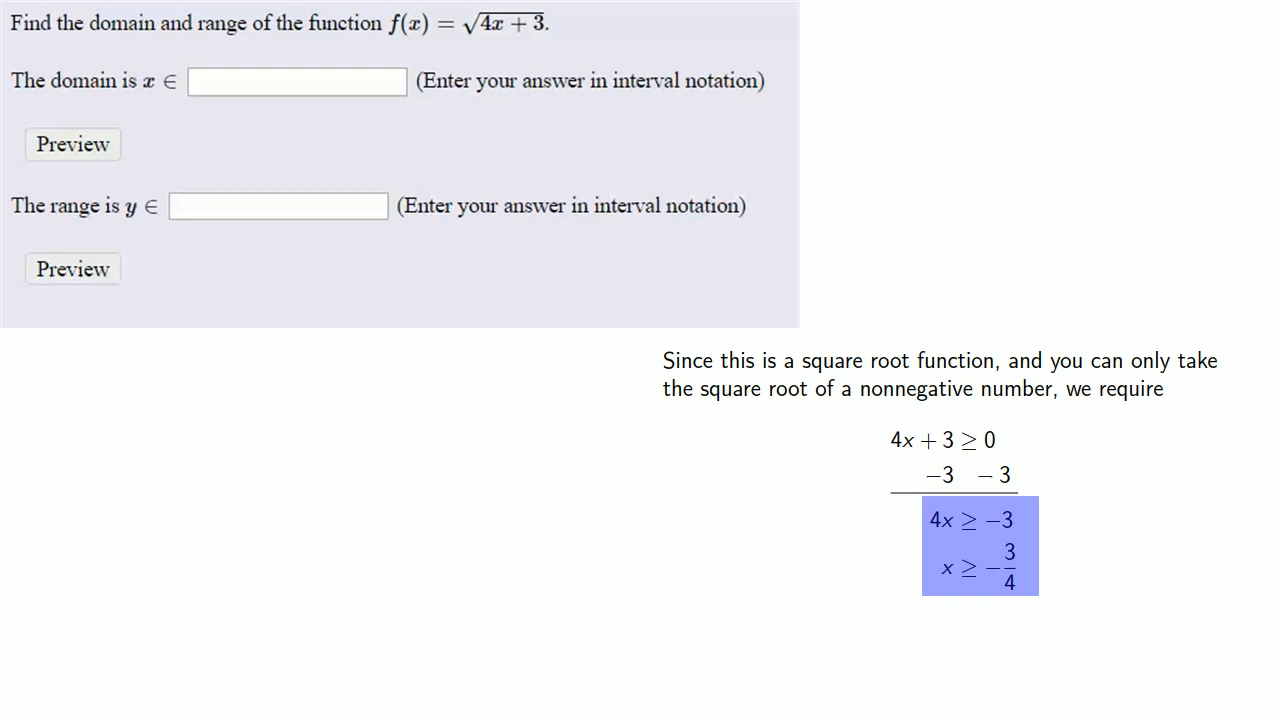 Find the domain and range of the function f(x) = √(4x + 3).
The domain is x ∈ (Enter your answer in interval notation)
Preview
The range is y ∈ (Enter your answer in interval notation)
Preview
Since this is a square root function, and you can only take
the square root of a nonnegative number, we require
4x + 3 ≥ 0
−3 − 3
4x ≥ −3
x ≥ −3/4